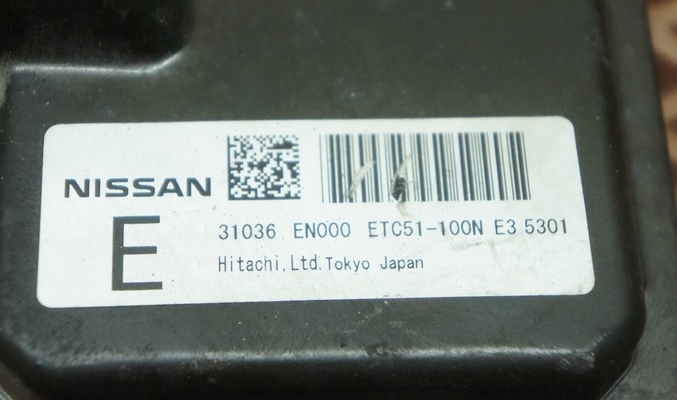 NISSAN
E
31036 EN000 ETC51-100N E3 5301
Hitachi,Ltd.Tokyo Japan